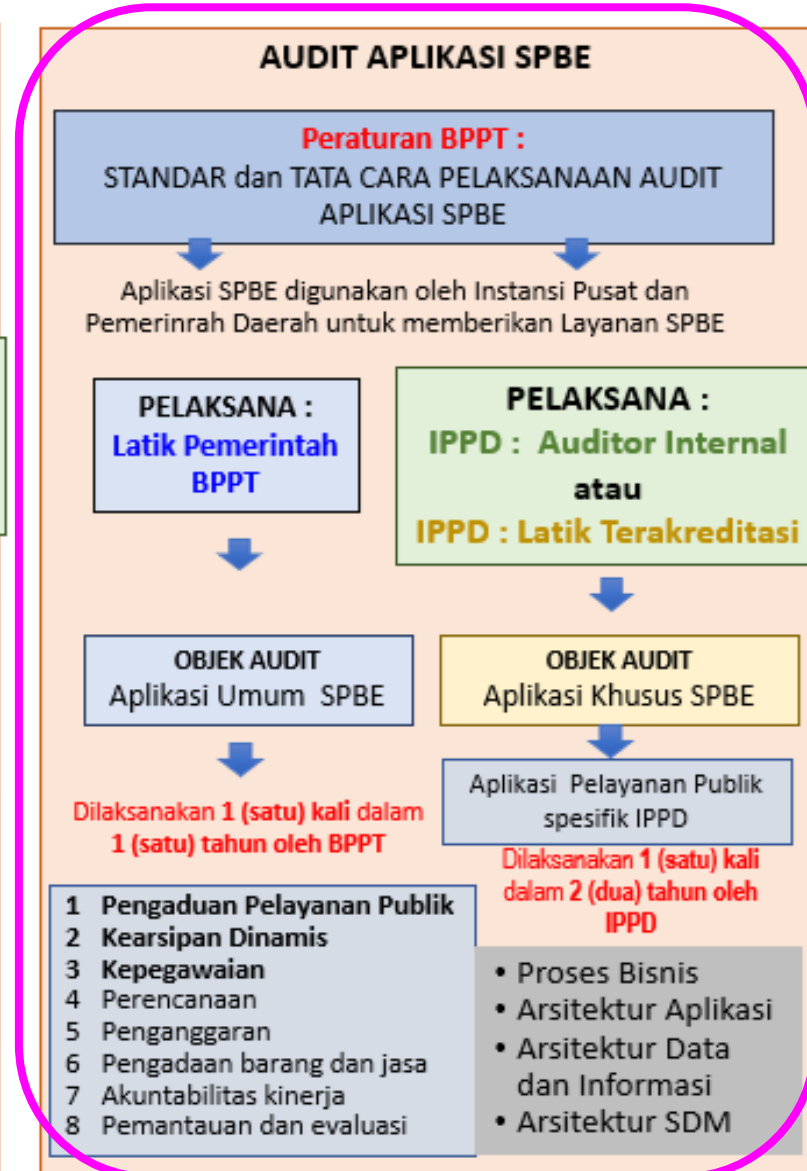 AUDIT APLIKASI SPBE
Peraturan BPPT :
STANDAR dan TATA CARA PELAKSANAAN AUDIT
APLIKASI SPBE
Aplikasi SPBE digunakan oleh Instansi Pusat dan
Pemerinrah Daerah untuk memberikan Layanan SPBE
PELAKSANA :
Latik Pemerintah
BPPT
PELAKSANA :
IPPD : Auditor Internal
atau
IPPD : Latik Terakreditasi
OBJEK AUDIT
Aplikasi Umum SPBE
OBJEK AUDIT
Aplikasi Khusus SPBE
Dilaksanakan 1 (satu) kali dalam
1 (satu) tahun oleh BPPT
Aplikasi Pelayanan Publik
spesifik IPPD
Dilaksanakan 1 (satu) kali
dalam 2 (dua) tahun oleh
IPPD
1 Pengaduan Pelayanan Publik
2 Kearsipan Dinamis
3 Kepegawaian
4 Perencanaan
5 Penganggaran
6 Pengadaan barang dan jasa
7 Akuntabilitas kinerja
8 Pemantauan dan evaluasi
• Proses Bisnis
• Arsitektur Aplikasi
• Arsitektur Data
dan Informasi
• Arsitektur SDM